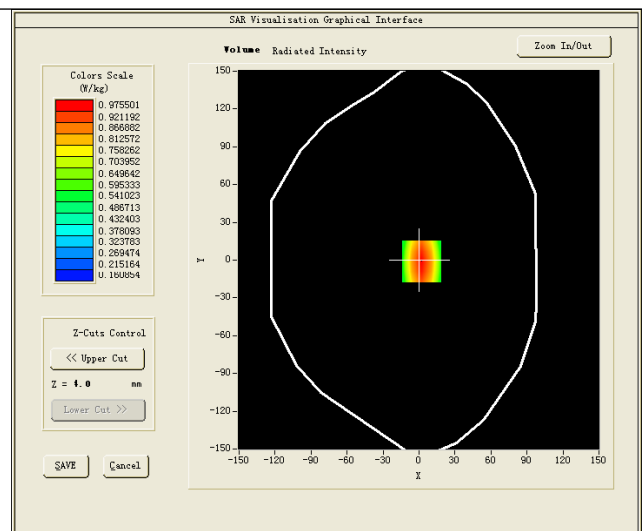 SAR Visualisation Graphical Interface
Volume Radiated Intensity
Zoom In/Out
Colors Scale
(W/kg)
0.975501
0.921192
0.866882
0.812572
0.758262
0.703952
0.649642
0.595333
0.541023
0.486713
0.432403
0.378093
0.323783
0.269474
0.215164
0.160854
Z-Cuts Control
<< Upper Cut
Z = 4.0 mm
Lower Cut >>
SAVE Cancel
150
120
90
60
30
0
-30
-60
-90
-120
-150
Y
-150 -120 -90 -60 -30 0 30 60 90 120 150
X